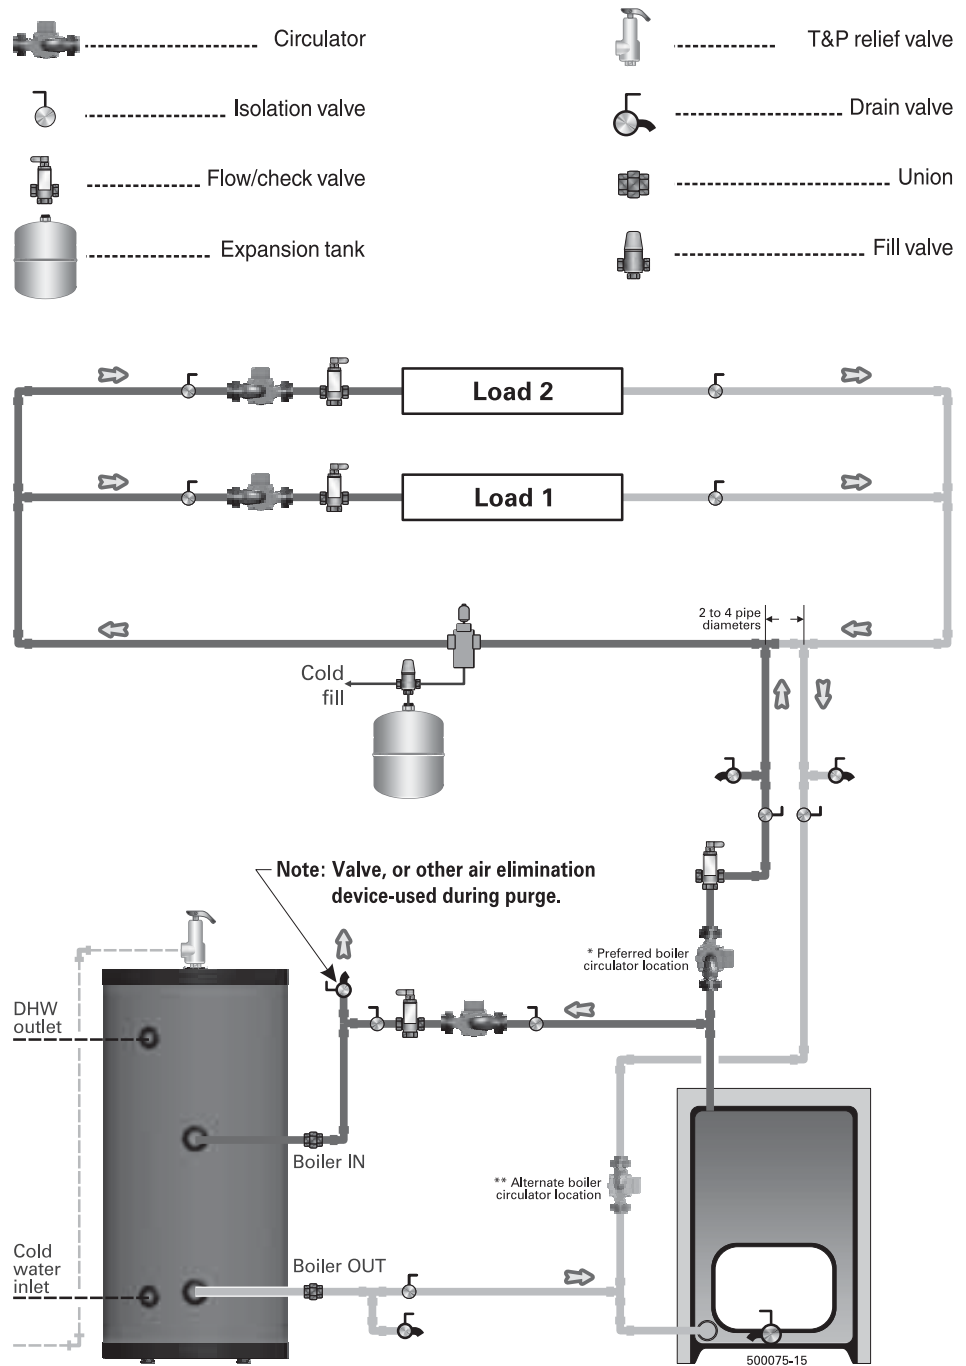 Circulator
T&P relief valve
Isolation valve
Drain valve
Flow/check valve
Union
Expansion tank
Fill valve
Load 2
Load 1
2 to 4 pipe
diameters
Cold
fill
Note: Valve, or other air elimination
device-used during purge.
* Preferred boiler
circulator location
DHW
outlet
Boiler IN
** Alternate boiler
circulator location
Cold
water
inlet
Boiler OUT
500075-15